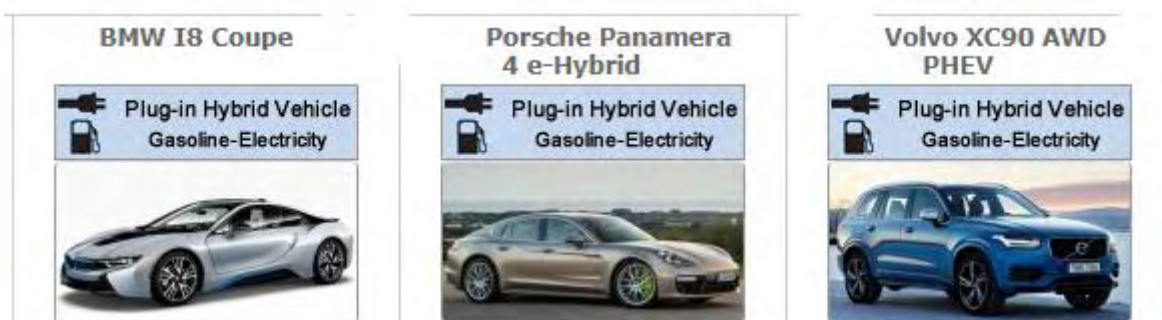 BMW I8 Coupe
Plug-in Hybrid Vehicle
Gasoline-Electricity
Porsche Panamera
4 e-Hybrid
Plug-in Hybrid Vehicle
Gasoline-Electricity
Volvo XC90 AWD
PHEV
Plug-in Hybrid Vehicle
Gasoline-Electricity